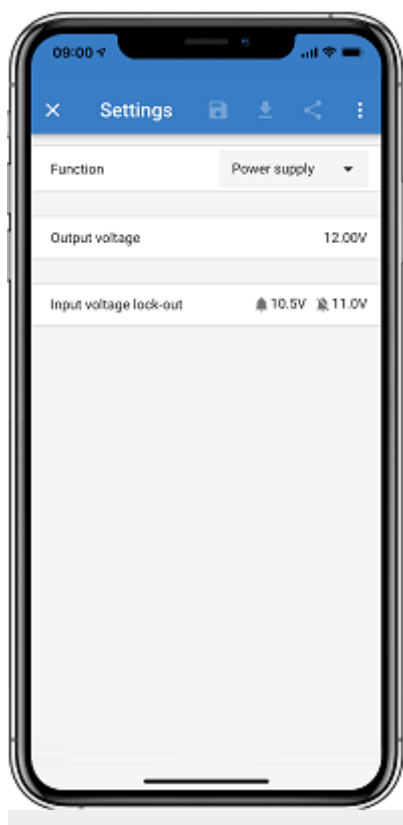 09:00
Settings
Function Power supply
Output voltage 12.00V
Input voltage lock-out 10.5V 11.0V